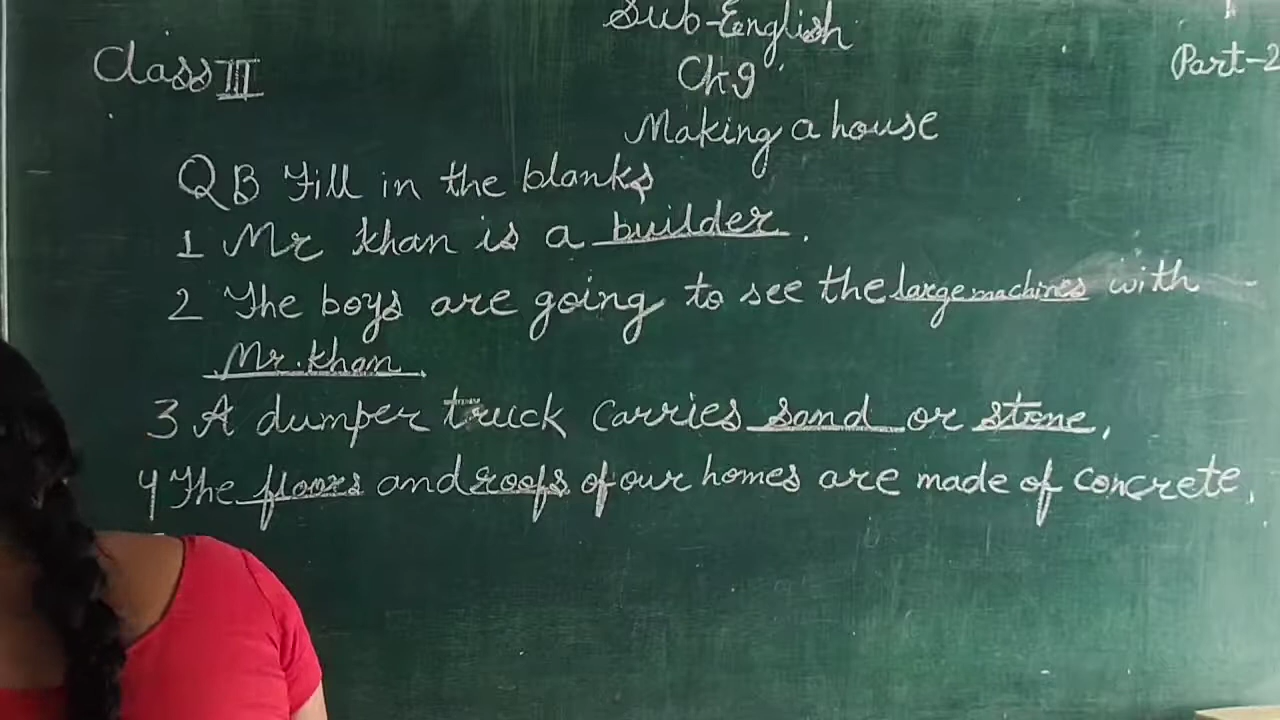 Sub-English
Class III
Ch 9
Part-2
Making a house
Q B Fill in the blanks
1 Mr Khan is a builder.
2 The boys are going to see the large machines with
Mr. Khan
3 A dumper truck carries sand or stone.
4 The floors and roofs of our homes are made of concrete.